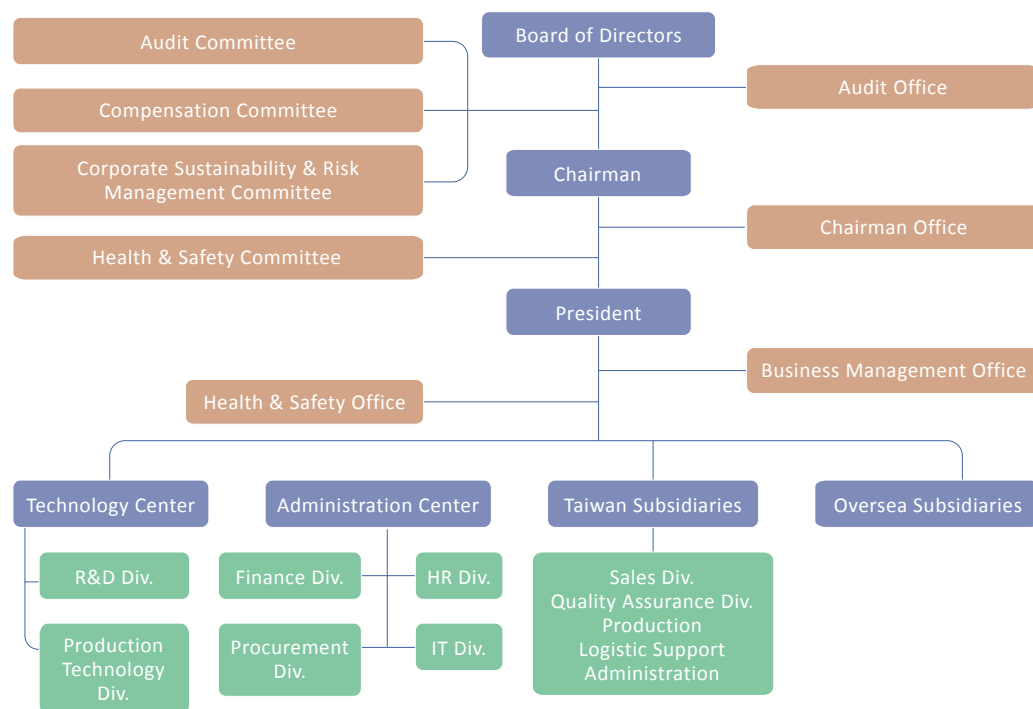 Board of Directors
Audit Committee
Audit Office
Compensation Committee
Corporate Sustainability & Risk
Management Committee
Chairman
Chairman Office
Health & Safety Committee
President
Business Management Office
Health & Safety Office
Technology Center
Administration Center
Taiwan Subsidiaries
Oversea Subsidiaries
R&D Div.
Production
Technology
Div.
Finance Div.
HR Div.
Procurement
Div.
IT Div.
Sales Div.
Quality Assurance Div.
Production
Logistic Support
Administration